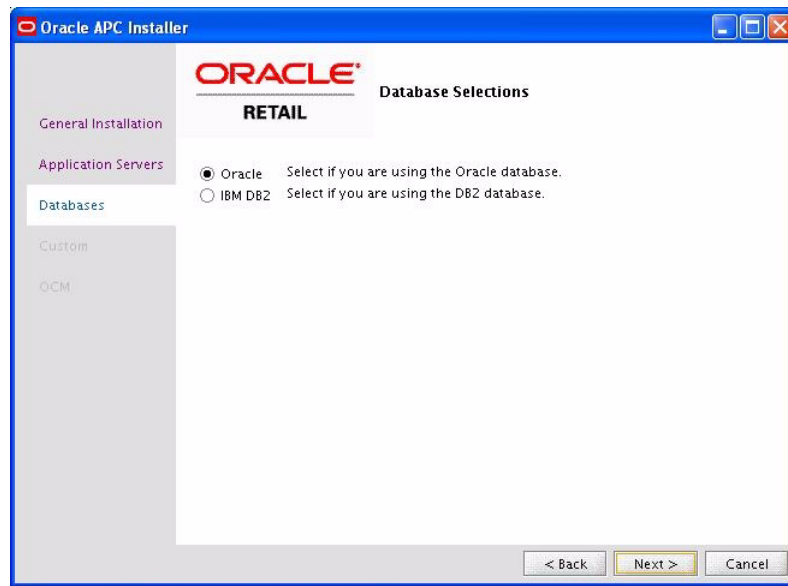 Oracle APC Installer
ORACLE
RETAIL
Database Selections
General Installation
Application Servers
Databases
Custom
OCM
Oracle Select if you are using the Oracle database.
IBM DB2 Select if you are using the DB2 database.
< Back Next > Cancel